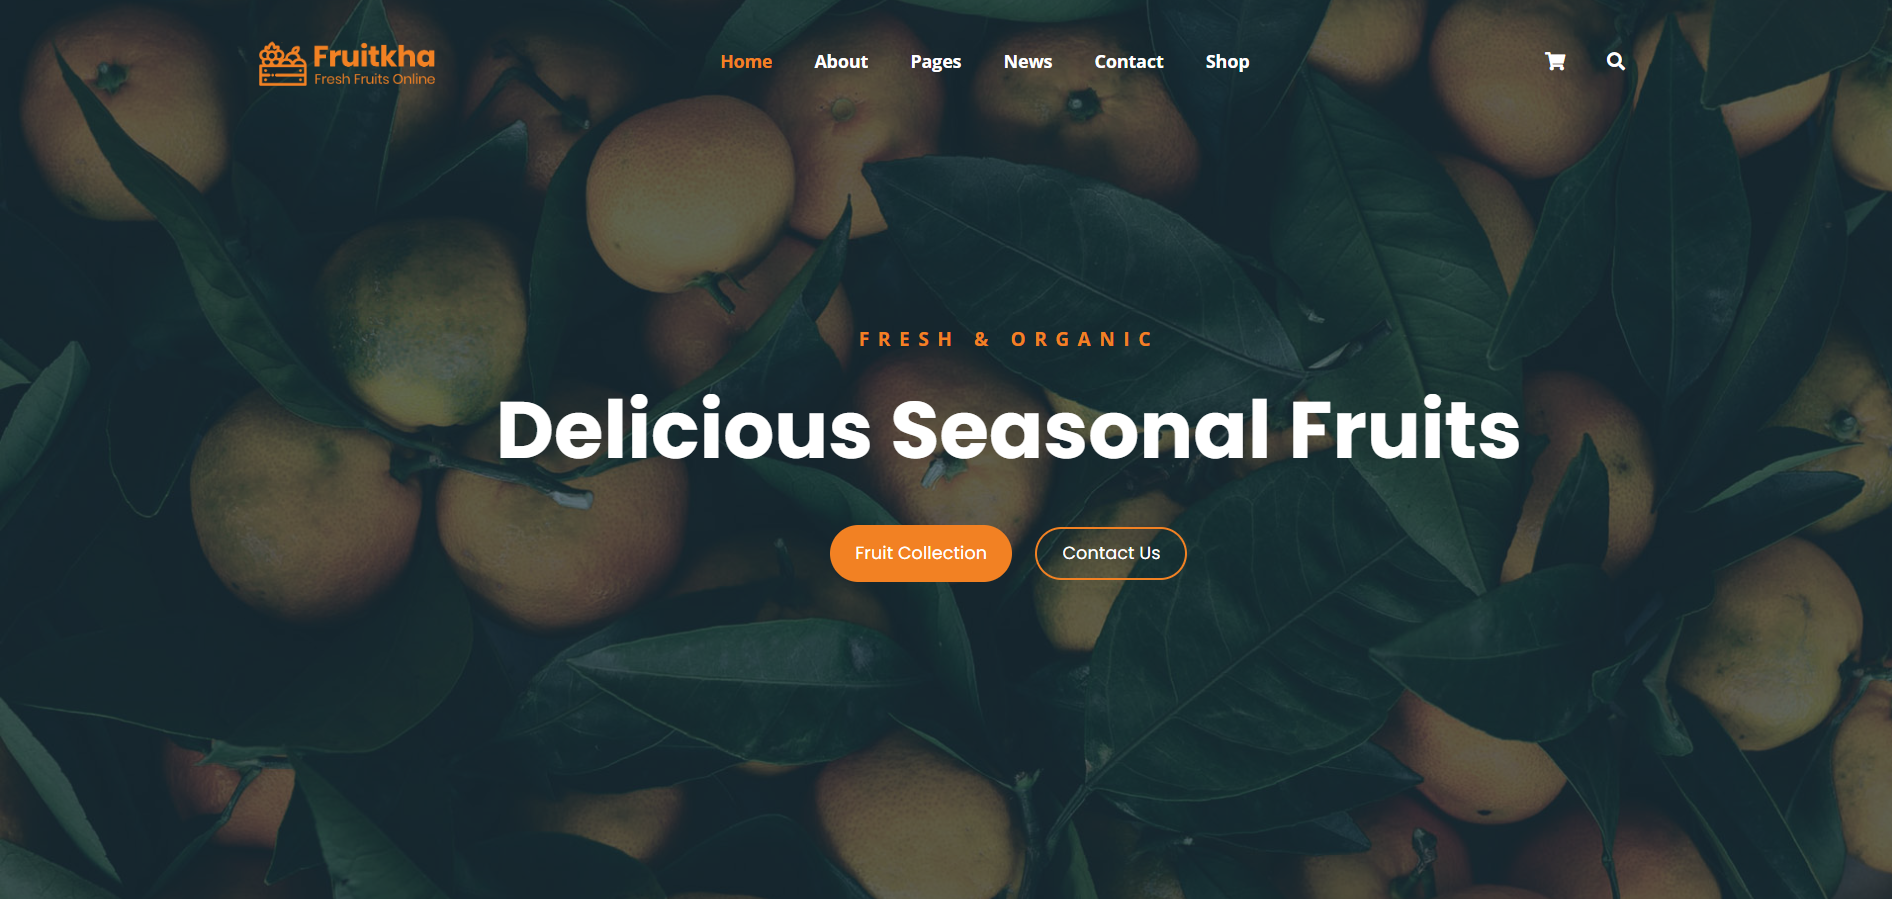 Fruitkha
Fresh Fruits Online
Home About Pages News Contact Shop
FRESH & ORGANIC
Delicious Seasonal Fruits
Fruit Collection Contact Us